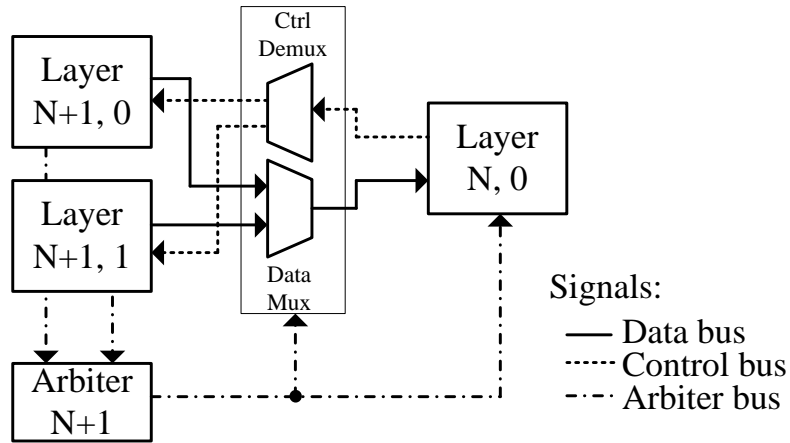 Ctrl
Demux
Layer
N+1, 0
Layer
N, 0
Layer
N+1, 1
Data
Mux
Arbiter
N+1
Signals:
Data bus
Control bus
Arbiter bus